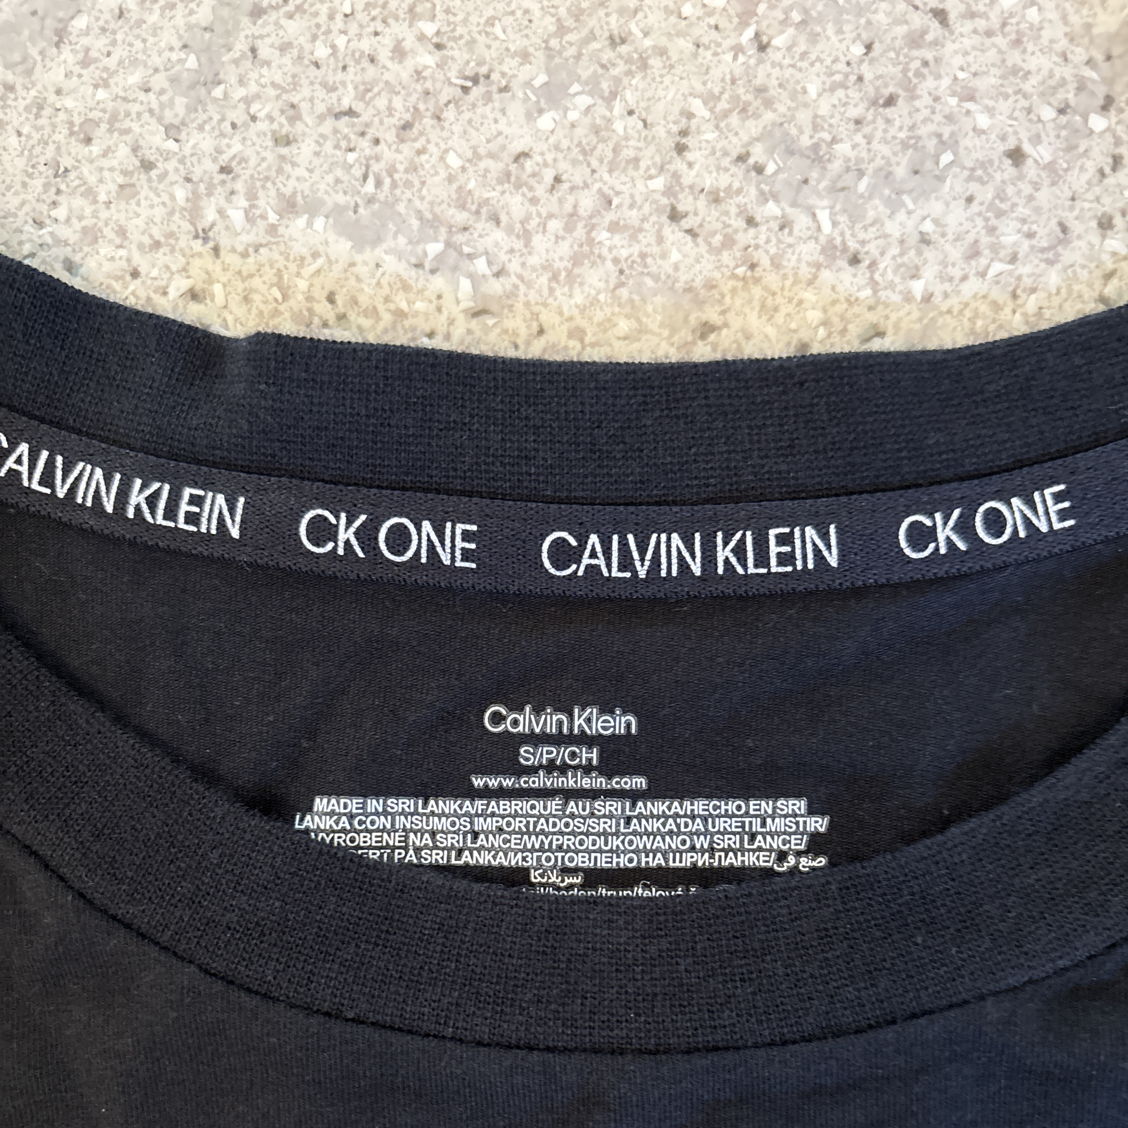 CALVIN KLEIN CK ONE CALVIN KLEIN CK ONE
Calvin Klein
S/P/CH
www.calvinklein.com
MADE IN SRI LANKA/FABRIQUÉ AU SRI LANKA/HECHO EN SRI
LANKA CON INSUMOS IMPORTADOS/SRI LANKA'DA URETILMISTIR/
VYROBENÉ NA SRÍ LANCE/WYPRODUKOWANO W SRI LANCE/
PÅ SRI LANKA/ИЗГОТОВЛЕНО НА ШРИ-ЛАНКЕ/صنع في
سريلانكا